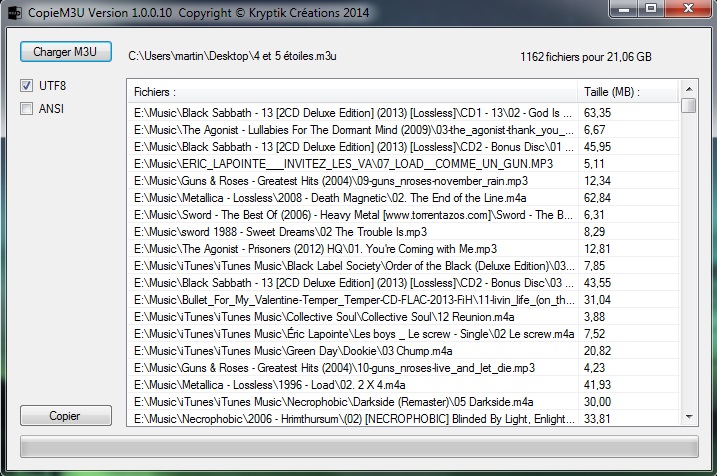 CopieM3U Version 1.0.0.10 Copyright © Kryptik Créations 2014
Charger M3U
C:\Users\martin\Desktop\4 et 5 étoiles.m3u
1162 fichiers pour 21,06 GB
UTF8
ANSI
Fichiers : Taille (MB) :
E:\Music\Black Sabbath - 13 [2CD Deluxe Edition] (2013) [Lossless]\CD1 - 13\02 - God Is ... 63,35
E:\Music\The Agonist - Lullabies For The Dormant Mind (2009)\03-the_agonist-thank_you_... 6,67
E:\Music\Black Sabbath - 13 [2CD Deluxe Edition] (2013) [Lossless]\CD2 - Bonus Disc\01 ... 45,95
E:\Music\ERIC_LAPOINTE___INVITEZ_LES_VA\07_LOAD__COMME_UN_GUN.MP3 5,11
E:\Music\Guns & Roses - Greatest Hits (2004)\09-guns_nroses-november_rain.mp3 12,34
E:\Music\Metallica - Lossless\2008 - Death Magnetic\02. The End of the Line.m4a 62,84
E:\Music\Sword - The Best Of (2006) - Heavy Metal [www.torrentazos.com]\Sword - The B... 6,31
E:\Music\sword 1988 - Sweet Dreams\02 The Trouble Is.mp3 8,29
E:\Music\The Agonist - Prisoners (2012) HQ\01. You're Coming with Me.mp3 12,81
E:\Music\iTunes\iTunes Music\Black Label Society\Order of the Black (Deluxe Edition)\03... 7,85
E:\Music\Black Sabbath - 13 [2CD Deluxe Edition] (2013) [Lossless]\CD2 - Bonus Disc\03 ... 43,55
E:\Music\Bullet_For_My_Valentine-Temper_Temper-CD-FLAC-2013-FiH\11-livin_life_(on_th... 31,04
E:\Music\iTunes\iTunes Music\Collective Soul\Collective Soul\12 Reunion.m4a 3,88
E:\Music\iTunes\iTunes Music\Éric Lapointe\Les boys _ Le screw - Single\02 Le screw.m4a 7,52
E:\Music\iTunes\iTunes Music\Green Day\Dookie\03 Chump.m4a 20,82
E:\Music\Guns & Roses - Greatest Hits (2004)\10-guns_nroses-live_and_let_die.mp3 4,23
E:\Music\Metallica - Lossless\1996 - Load\02. 2 X 4.m4a 41,93
E:\Music\iTunes\iTunes Music\Necrophobic\Darkside (Remaster)\05 Darkside.m4a 30,00
E:\Music\Necrophobic\2006 - Hrimthursum\(02) [NECROPHOBIC] Blinded By Light, Enlight... 33,81
Copier